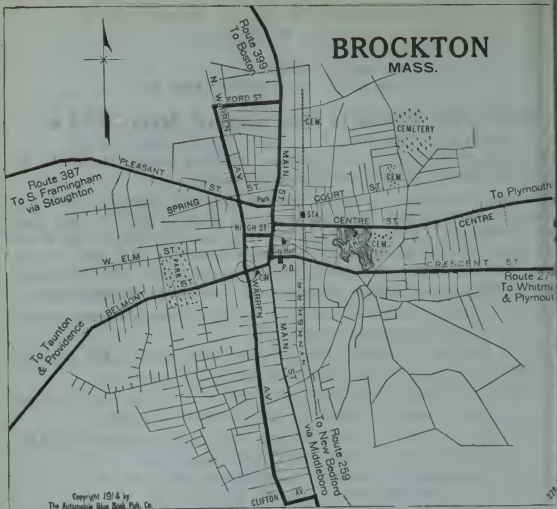 BROCKTON
MASS.
Route 399
To Boston
N. WARREN
AV.
FORD ST
CEM.
CEMETERY
MAIN
ST.
PLEASANT
ST.
Route 387
To S. Framingham
via Stoughton
SPRING
ST
Park
COURT
ST.
CEM.
STA.
CENTRE ST.
To Plymouth
CENTRE
HIGH ST.
City Hall
CEM.
P.O.
W. ELM ST.
PARK
BELMONT
ST.
CRESCENT ST.
Route 27
To Whitm
& Plymout
To Taunton
& Providence
WARREN
AV.
MAIN
ST
N.Y.N.H.& H.R.R.
Route 259
To New Bedford
via Middleboro
CLIFTON AV.
Copyright 1914 by
The Automobile Blue Book Pub. Co.